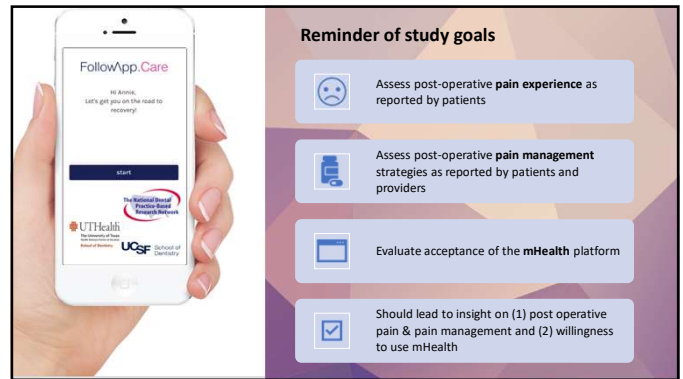 FollowApp.Care
Hi Annie,
Let's get you on the road to
recovery!
start
The National Dental
Practice-Based
Research Network
UTHealth
The University of Texas
School of Dentistry
UCSF School of
Dentistry
Reminder of study goals
Assess post-operative pain experience as
reported by patients
Assess post-operative pain management
strategies as reported by patients and
providers
Evaluate acceptance of the mHealth platform
Should lead to insight on (1) post operative
pain & pain management and (2) willingness
to use mHealth